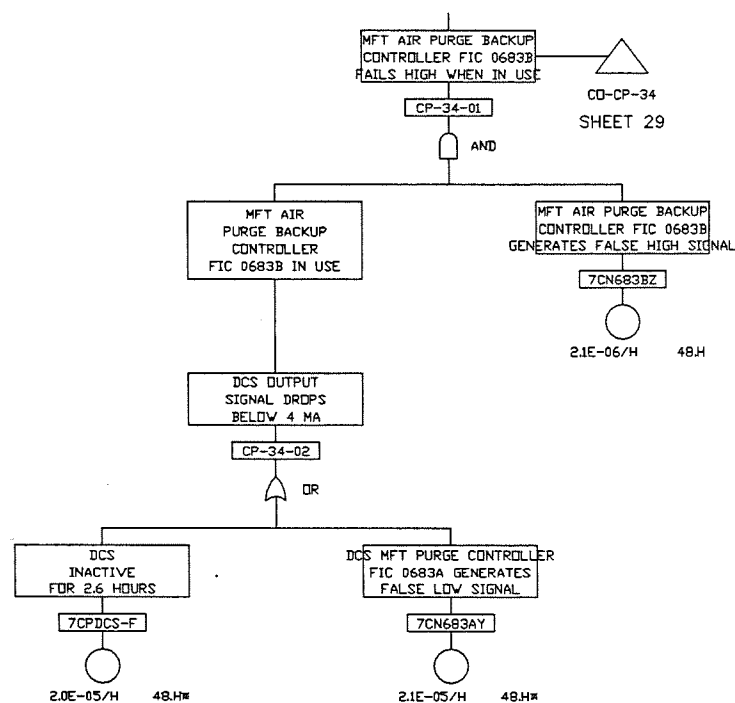 MFT AIR PURGE BACKUP
CONTROLLER FIC 0683B
FAILS HIGH WHEN IN USE
CO-CP-34
SHEET 29
CP-34-01
AND
MFT AIR
PURGE BACKUP
CONTROLLER
FIC 0683B IN USE
MFT AIR PURGE BACKUP
CONTROLLER FIC 0683B
GENERATES FALSE HIGH SIGNAL
7CN683BZ
2.1E-06/H 48.H
DCS OUTPUT
SIGNAL DROPS
BELOW 4 MA
CP-34-02
OR
DCS
INACTIVE
FOR 2.6 HOURS
7CPDCS-F
2.0E-05/H 48.H*
DCS MFT PURGE CONTROLLER
FIC 0683A GENERATES
FALSE LOW SIGNAL
7CN683AY
2.1E-05/H 48.H*